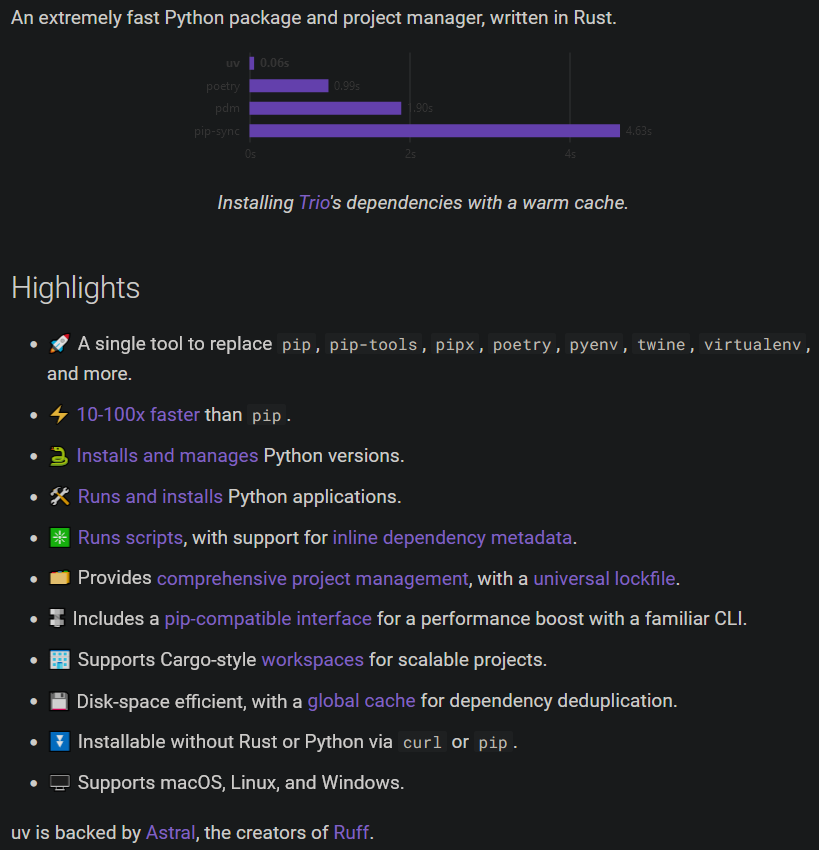 An extremely fast Python package and project manager, written in Rust.
uv 0.06s
poetry 0.99s
pdm 1.90s
pip-sync 4.63s
0s 2s 4s
Installing Trio's dependencies with a warm cache.
Highlights
• 🚀 A single tool to replace pip, pip-tools, pipx, poetry, pyenv, twine, virtualenv,
and more.
• ⚡ 10-100x faster than pip.
• 🐍 Installs and manages Python versions.
• 🛠️ Runs and installs Python applications.
• ❇️ Runs scripts, with support for inline dependency metadata.
• 🗂️ Provides comprehensive project management, with a universal lockfile.
• 🔩 Includes a pip-compatible interface for a performance boost with a familiar CLI.
• 🏢 Supports Cargo-style workspaces for scalable projects.
• 💾 Disk-space efficient, with a global cache for dependency deduplication.
• ⏬ Installable without Rust or Python via curl or pip.
• 🖥️ Supports macOS, Linux, and Windows.
uv is backed by Astral, the creators of Ruff.